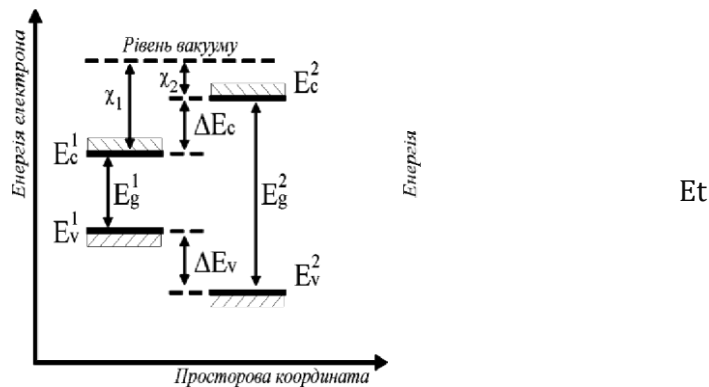 Енергія електрона
Рівень вакууму
χ₁
χ₂
E_c^2
ΔEc
E_c^1
E_g^1
E_g^2
E_v^1
ΔEv
E_v^2
Просторова координата
Енергія
Et